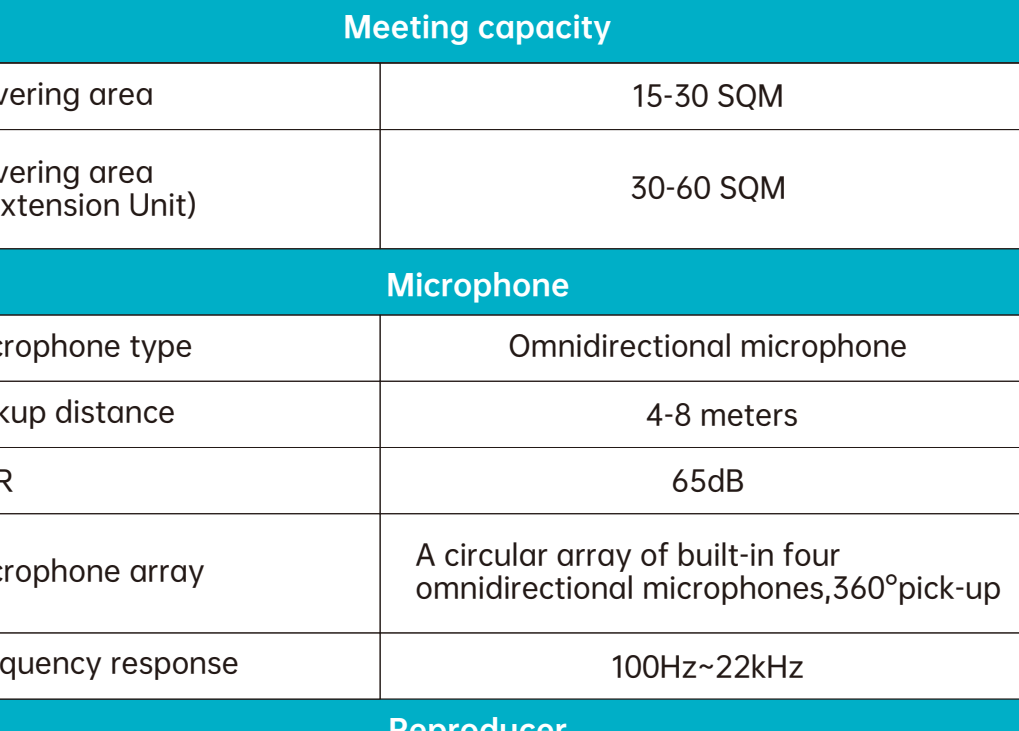 Meeting capacity
vering area
15-30 SQM
vering area
xtension Unit)
30-60 SQM
Microphone
crophone type
Omnidirectional microphone
kup distance
4-8 meters
R
65dB
crophone array
A circular array of built-in four
omnidirectional microphones,360°pick-up
quency response
100Hz~22kHz
Reproducer